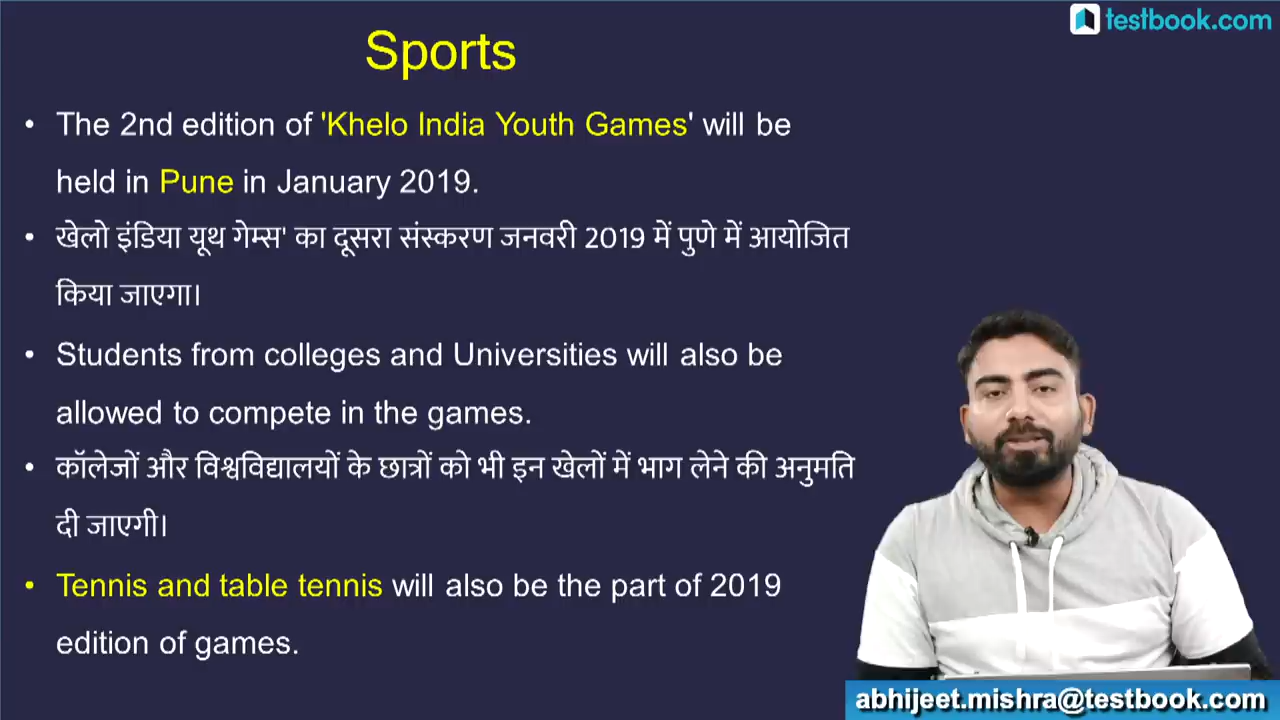 testbook.com
Sports
• The 2nd edition of 'Khelo India Youth Games' will be
held in Pune in January 2019.
• खेलो इंडिया यूथ गेम्स' का दूसरा संस्करण जनवरी 2019 में पुणे में आयोजित
किया जाएगा।
• Students from colleges and Universities will also be
allowed to compete in the games.
• कॉलेजों और विश्वविद्यालयों के छात्रों को भी इन खेलों में भाग लेने की अनुमति
दी जाएगी।
• Tennis and table tennis will also be the part of 2019
edition of games.
abhijeet.mishra@testbook.com